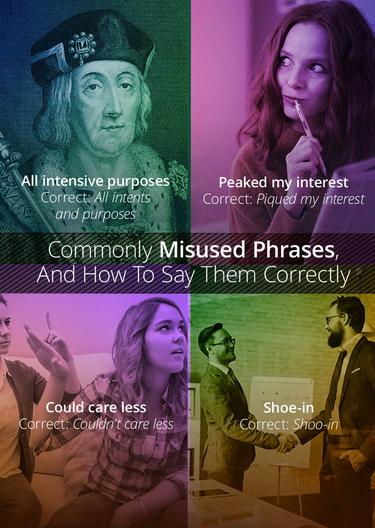 All intensive purposes
Correct: All intents
and purposes
Peaked my interest
Correct: Piqued my interest
Commonly Misused Phrases,
And How To Say Them Correctly
Could care less
Correct: Couldn't care less
Shoe-in
Correct: Shoo-in